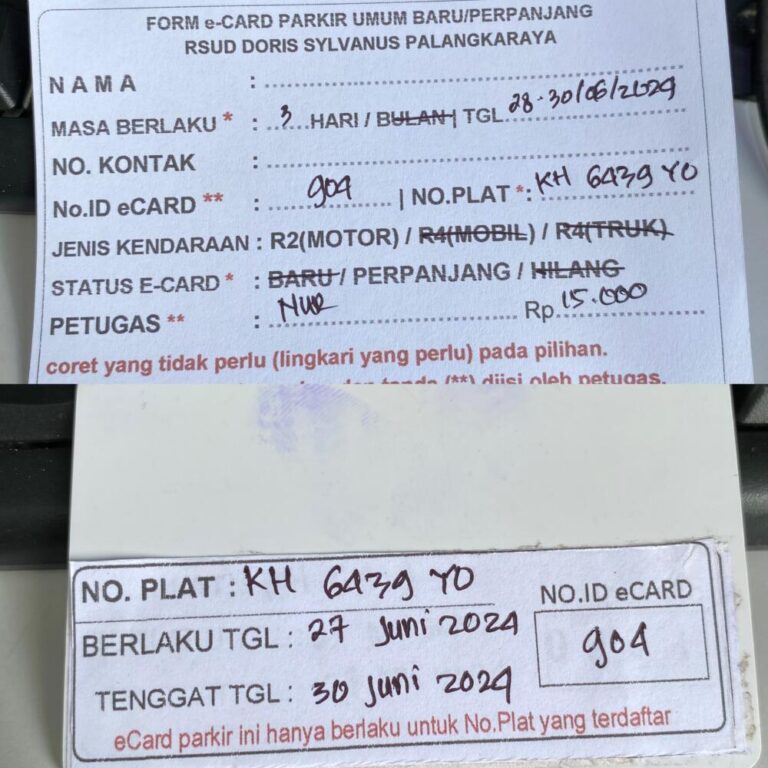 FORM e-CARD PARKIR UMUM BARU/PERPANJANG
RSUD DORIS SYLVANUS PALANGKARAYA
NAMA :
MASA BERLAKU * : 3 HARI / BULAN | TGL 28-30/06/2024
NO. KONTAK :
No.ID eCARD ** : 904 | NO.PLAT *: KH 6439 YO
JENIS KENDARAAN : R2(MOTOR) / R4(MOBIL) / R4(TRUK)
STATUS E-CARD * : BARU / PERPANJANG / HILANG
PETUGAS ** : NUR Rp. 15.000
coret yang tidak perlu (lingkari yang perlu) pada pilihan.
tanda (**) diisi oleh petugas.
NO. PLAT : KH 6439 YO
NO.ID eCARD
BERLAKU TGL : 27 Juni 2024
904
TENGGAT TGL : 30 Juni 2024
eCard parkir ini hanya berlaku untuk No.Plat yang terdaftar